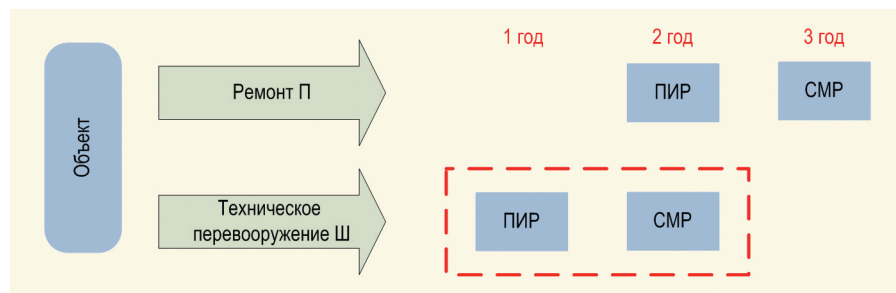 1 год
2 год
3 год
Объект
Ремонт П
ПИР
СМР
Техническое
перевооружение Ш
ПИР
СМР